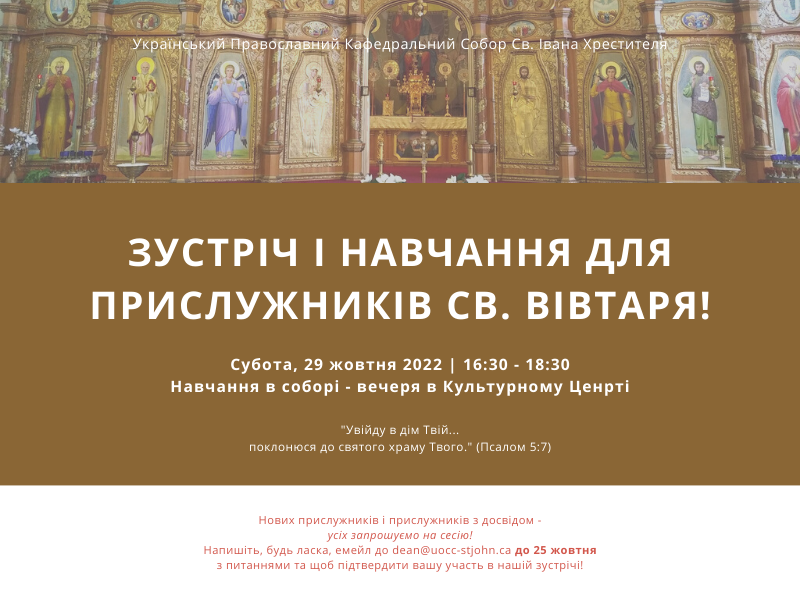 Український Православний Кафедральний Собор Св. Івана Хрестителя
ЗУСТРІЧ І НАВЧАННЯ ДЛЯ
ПРИСЛУЖНИКІВ СВ. ВІВТАРЯ!
Субота, 29 жовтня 2022 | 16:30 - 18:30
Навчання в соборі - вечеря в Культурному Ценрті
"Увійду в дім Твій...
поклонюся до святого храму Твого." (Псалом 5:7)
Нових прислужників і прислужників з досвідом -
усіх запрошуємо на сесію!
Напишіть, будь ласка, емейл до dean@uocc-stjohn.ca до 25 жовтня
з питаннями та щоб підтвердити вашу участь в нашій зустрічі!